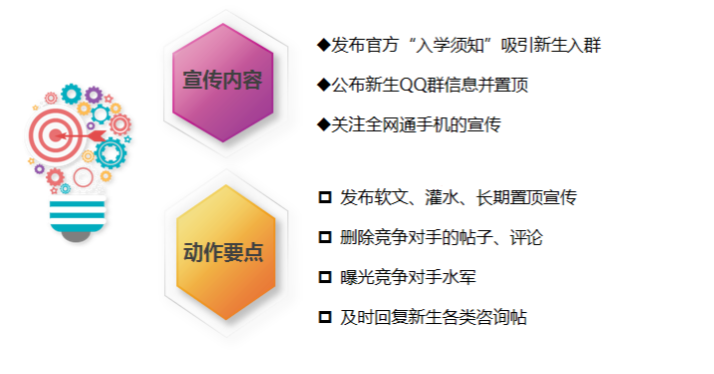 宣传内容
◆发布官方“入学须知”吸引新生入群
◆公布新生QQ群信息并置顶
◆关注全网通手机的宣传
动作要点
发布软文、灌水、长期置顶宣传
删除竞争对手的帖子、评论
曝光竞争对手水军
及时回复新生各类咨询帖